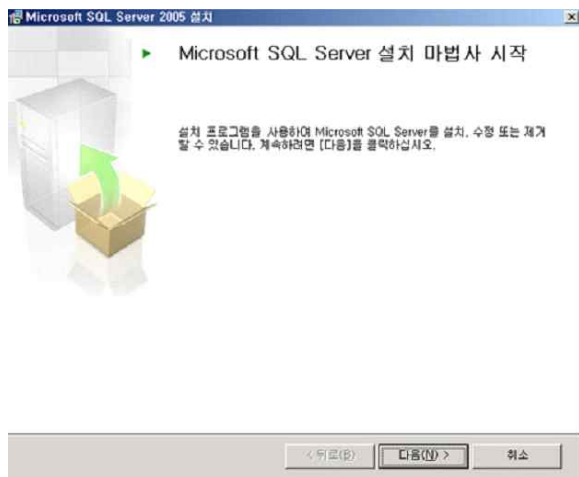 Microsoft SQL Server 2005 설치
Microsoft SQL Server 설치 마법사 시작
설치 프로그램을 사용하여 Microsoft SQL Server를 설치, 수정 또는 제거
할 수 있습니다. 계속하려면 [다음]을 클릭하십시오.
< 뒤로(B) 다음(N) > 취소